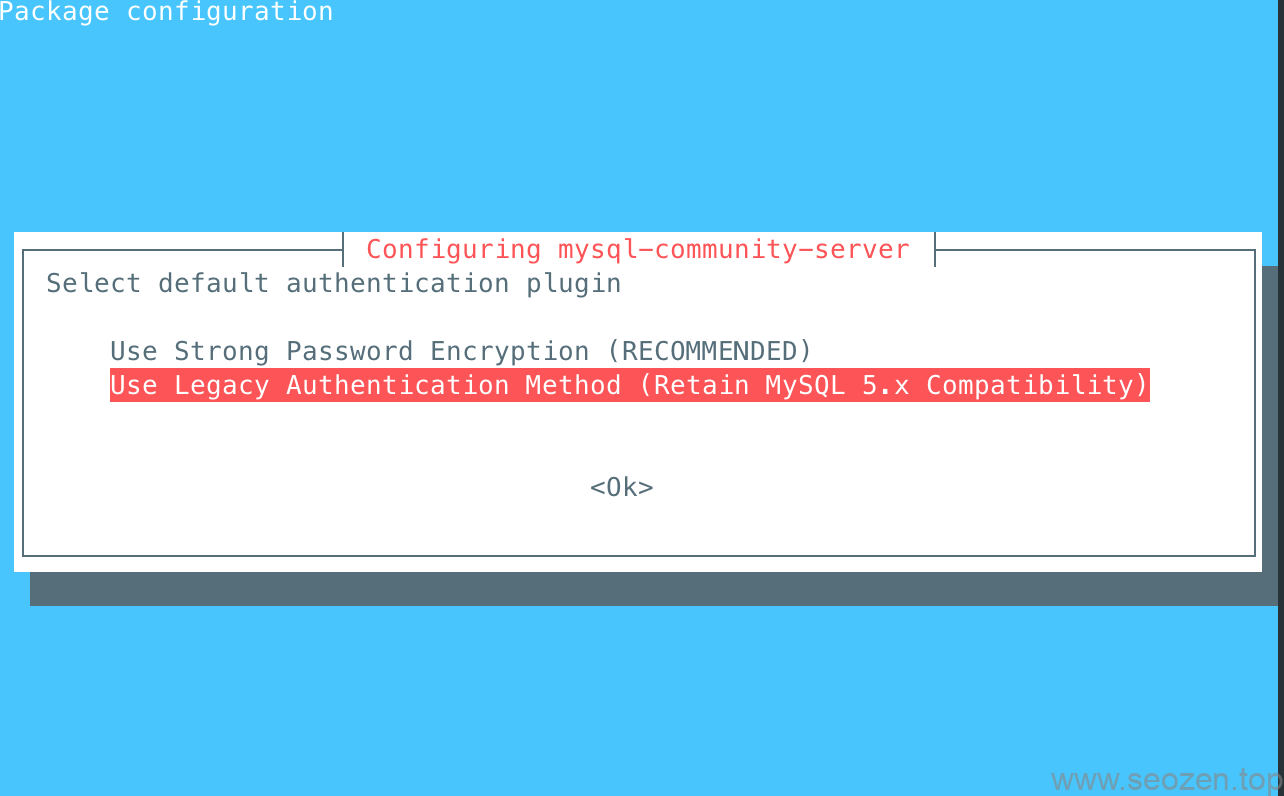 Package configuration
Configuring mysql-community-server
Select default authentication plugin
Use Strong Password Encryption (RECOMMENDED)
Use Legacy Authentication Method (Retain MySQL 5.x Compatibility)
<Ok>
www.seozen.top